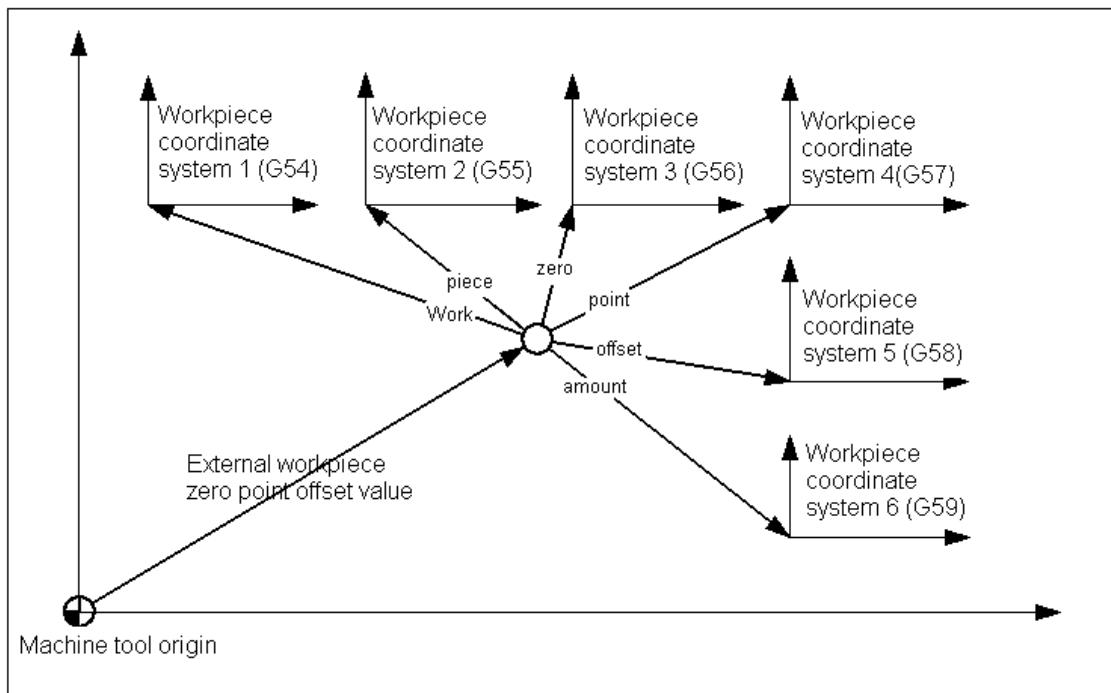 Workpiece
coordinate
system 1 (G54)
Workpiece
coordinate
system 2 (G55)
Workpiece
coordinate
system 3 (G56)
Workpiece
coordinate
system 4(G57)
Work
piece
zero
point
offset
amount
Workpiece
coordinate
system 5 (G58)
Workpiece
coordinate
system 6 (G59)
External workpiece
zero point offset value
Machine tool origin